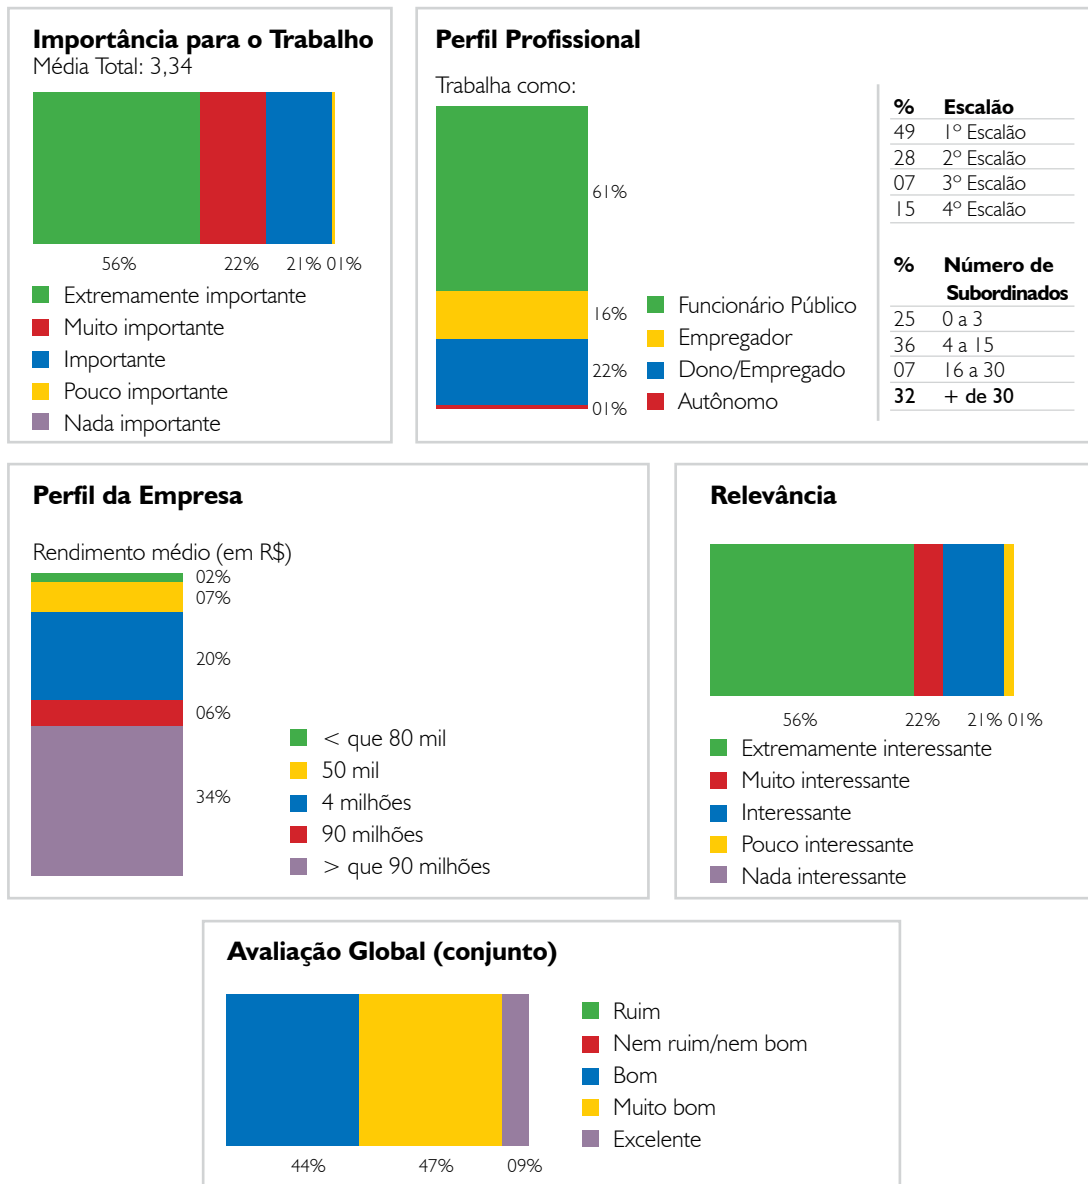 Importância para o Trabalho
Média Total: 3,34
56% 22% 21% 01%
Extremamente importante
Muito importante
Importante
Pouco importante
Nada importante
Perfil Profissional
Trabalha como:
61%
16%
22%
01%
Funcionário Público
Empregador
Dono/Empregado
Autônomo
% Escalão
49 1º Escalão
28 2º Escalão
07 3º Escalão
15 4º Escalão
% Número de
Subordinados
25 0 a 3
36 4 a 15
07 16 a 30
32 + de 30
Perfil da Empresa
Rendimento médio (em R$)
02%
07%
20%
06%
34%
< que 80 mil
50 mil
4 milhões
90 milhões
> que 90 milhões
Relevância
56% 22% 21% 01%
Extremamente interessante
Muito interessante
Interessante
Pouco interessante
Nada interessante
Avaliação Global (conjunto)
44% 47% 09%
Ruim
Nem ruim/nem bom
Bom
Muito bom
Excelente